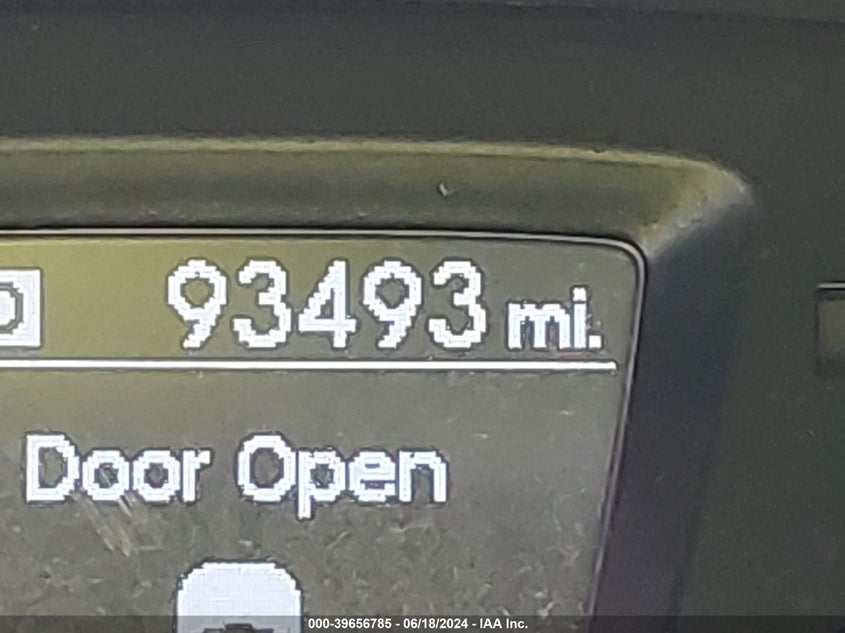 93493 mi.
Door Open
000-39656785 - 06/18/2024 - IAA Inc.